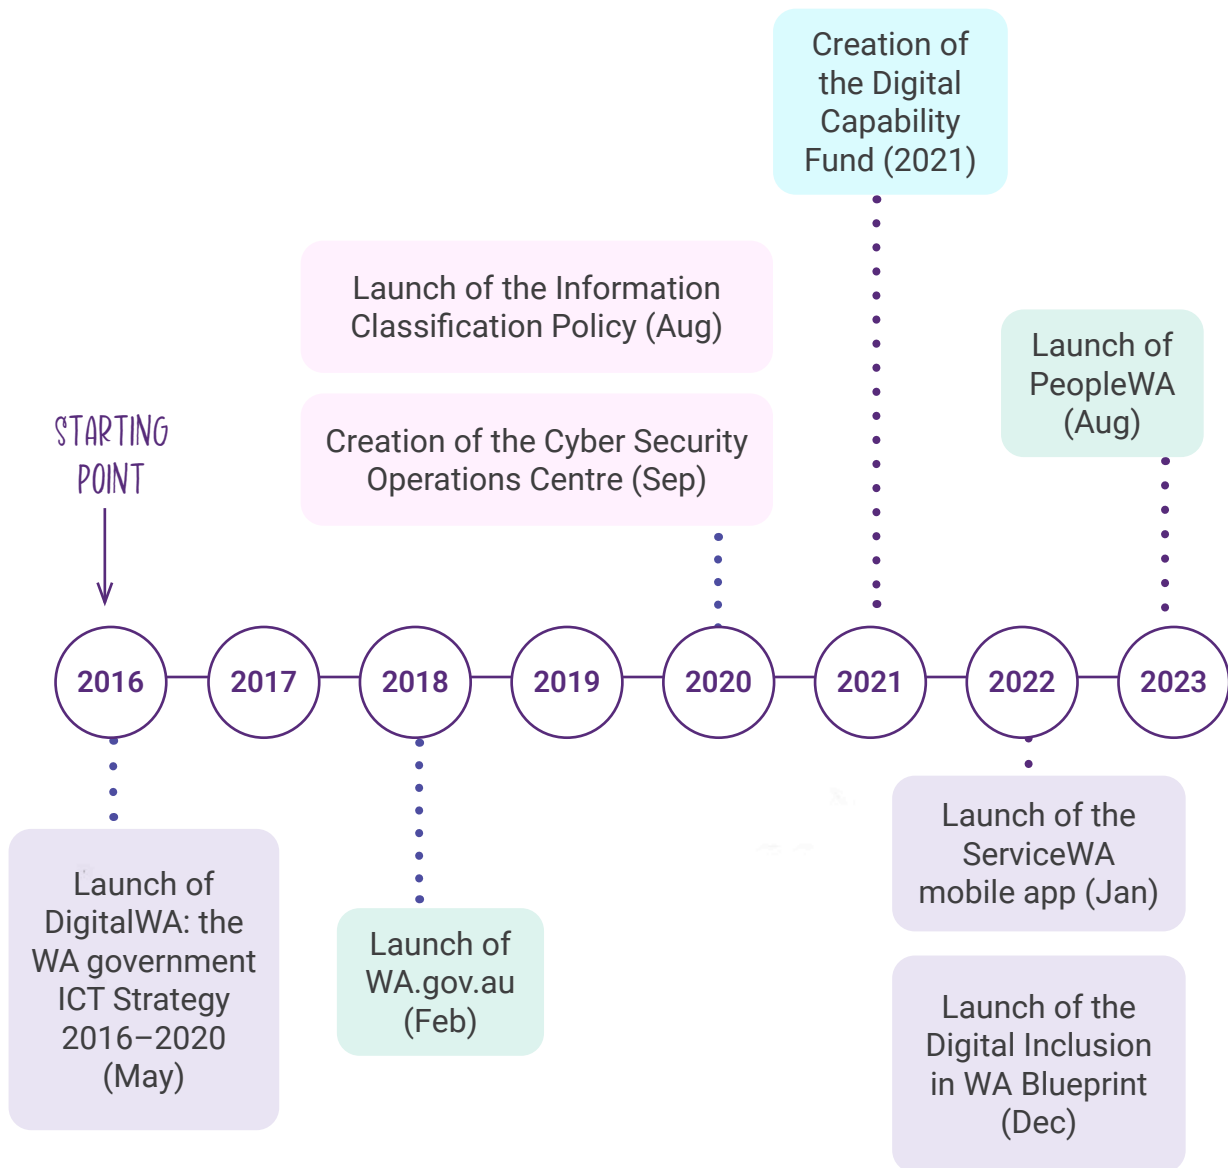 Creation of
the Digital
Capability
Fund (2021)
Launch of the Information
Classification Policy (Aug)
Launch of
PeopleWA
(Aug)
Creation of the Cyber Security
Operations Centre (Sep)
STARTING
POINT
2016
2017
2018
2019
2020
2021
2022
2023
Launch of
DigitalWA: the
WA government
ICT Strategy
2016–2020
(May)
Launch of
WA.gov.au
(Feb)
Launch of the
ServiceWA
mobile app (Jan)
Launch of the
Digital Inclusion
in WA Blueprint
(Dec)